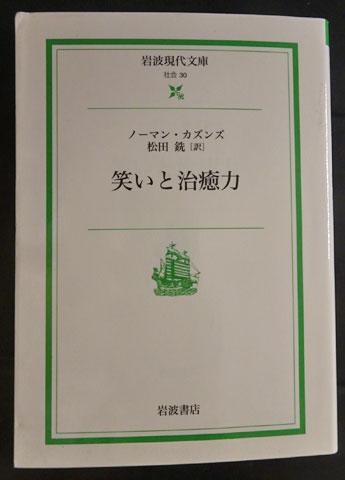 岩波現代文庫
社会 30
ノーマン・カズンズ
松田 銑[訳]
笑いと治癒力
岩波書店